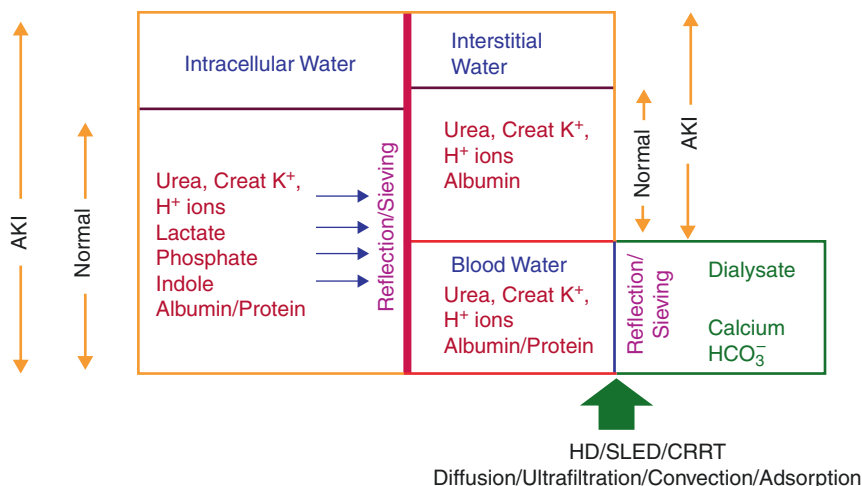 AKI
Normal
Intracellular Water
Urea, Creat K⁺,
H⁺ ions
Lactate
Phosphate
Indole
Albumin/Protein
Reflection/Sieving
Interstitial
Water
Urea, Creat K⁺,
H⁺ ions
Albumin
Normal
AKI
Blood Water
Urea, Creat K⁺,
H⁺ ions
Albumin/Protein
Reflection/
Sieving
Dialysate
Calcium
HCO₃⁻
HD/SLED/CRRT
Diffusion/Ultrafiltration/Convection/Adsorption